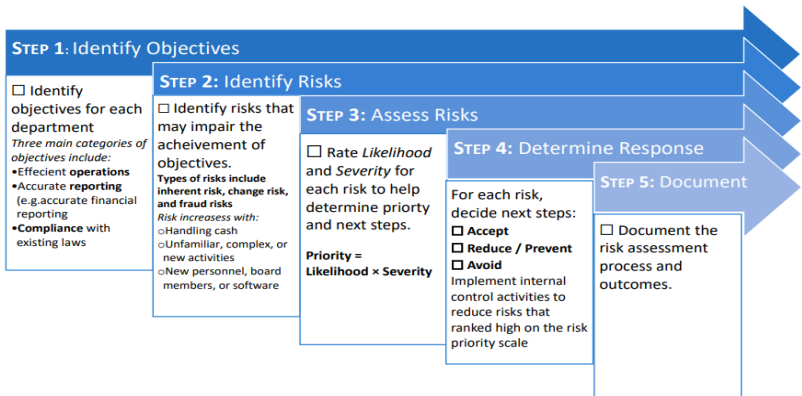 STEP 1: Identify Objectives
☐ Identify
objectives for each
department
Three main categories of
objectives include:
•Effecient operations
•Accurate reporting
(e.g.accurate financial
reporting
•Compliance with
existing laws
STEP 2: Identify Risks
☐ Identify risks that
may impair the
acheivement of
objectives.
Types of risks include
inherent risk, change risk,
and fraud risks
Risk increasess with:
oHandling cash
oUnfamiliar, complex, or
new activities
oNew personnel, board
members, or software
STEP 3: Assess Risks
☐ Rate Likelihood
and Severity for
each risk to help
determine priorty
and next steps.
Priority =
Likelihood × Severity
STEP 4: Determine Response
For each risk,
decide next steps:
☐ Accept
☐ Reduce / Prevent
☐ Avoid
Implement internal
control activities to
reduce risks that
ranked high on the risk
priority scale
STEP 5: Document
☐ Document the
risk assessment
process and
outcomes.